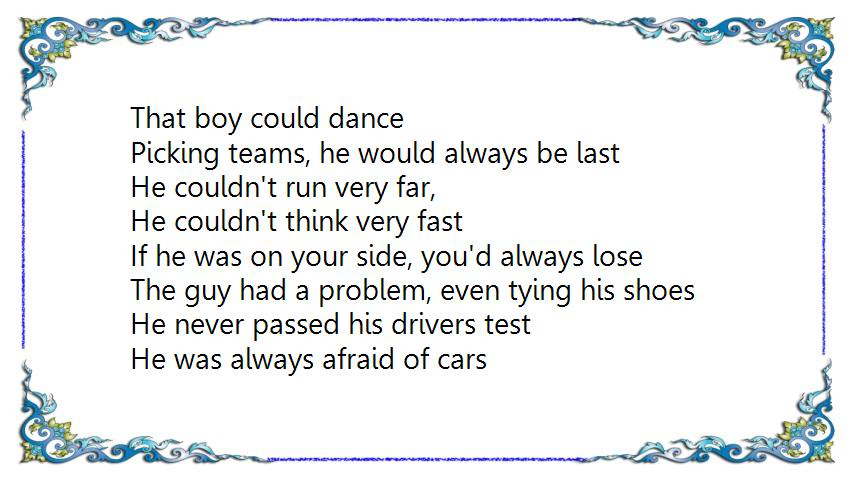 That boy could dance
Picking teams, he would always be last
He couldn't run very far,
He couldn't think very fast
If he was on your side, you'd always lose
The guy had a problem, even tying his shoes
He never passed his drivers test
He was always afraid of cars